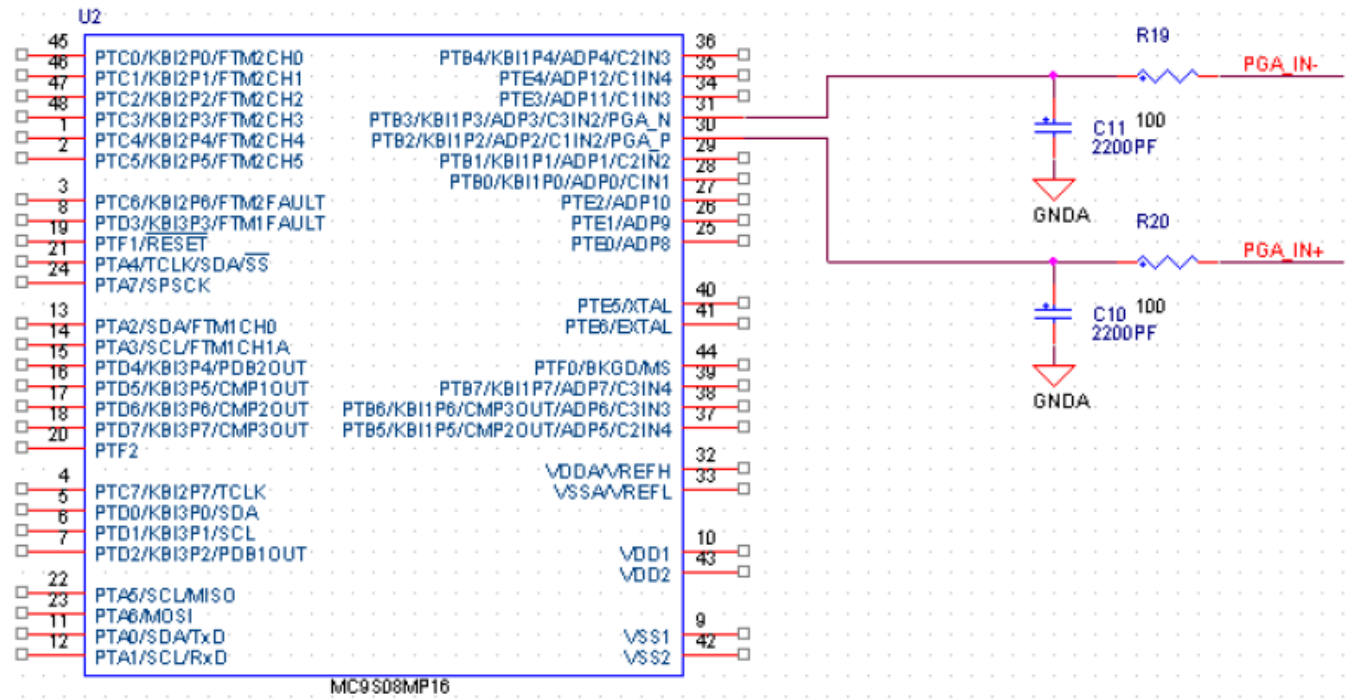 U2
45 PTC0/KBI2P0/FTM2CH0
46 PTC1/KBI2P1/FTM2CH1
47 PTC2/KBI2P2/FTM2CH2
48 PTC3/KBI2P3/FTM2CH3
1 PTC4/KBI2P4/FTM2CH4
2 PTC5/KBI2P5/FTM2CH5
3 PTC6/KBI2P6/FTM2FAULT
8 PTD3/KBI3P3/FTM1FAULT
19 PTF1/RESET
21 PTA4/TCLK/SDA/SS
24 PTA7/SPSCK
13 PTA2/SDA/FTM1CH0
14 PTA3/SCL/FTM1CH1A
15 PTD4/KBI3P4/PDB2OUT
16 PTD5/KBI3P5/CMP1OUT
17 PTD6/KBI3P6/CMP2OUT
18 PTD7/KBI3P7/CMP3OUT
20 PTF2
4 PTC7/KBI2P7/TCLK
5 PTD0/KBI3P0/SDA
6 PTD1/KBI3P1/SCL
7 PTD2/KBI3P2/PDB1OUT
22 PTA5/SCL/MISO
23 PTA6/MOSI
11 PTA0/SDA/TxD
12 PTA1/SCL/RxD
PTB4/KBI1P4/ADP4/C2IN3 36
PTE4/ADP12/C1IN4 35
PTE3/ADP11/C1IN3 34
PTB3/KBI1P3/ADP3/C3IN2/PGA_N 31
PTB2/KBI1P2/ADP2/C1IN2/PGA_P 30
PTB1/KBI1P1/ADP1/C2IN2 29
PTB0/KBI1P0/ADP0/CIN1 28
PTE2/ADP10 27
PTE1/ADP9 26
PTE0/ADP8 25
PTE5/XTAL 40
PTE6/EXTAL 41
PTF0/BKGD/MS 44
PTB7/KBI1P7/ADP7/C3IN4 39
PTB6/KBI1P6/CMP3OUT/ADP6/C3IN3 38
PTB5/KBI1P5/CMP2OUT/ADP5/C2IN4 37
VDDA/VREFH 32
VSSA/VREFL 33
VDD1 10
VDD2 43
VSS1 9
VSS2 42
MC9S08MP16
R19
PGA_IN-
C11 100
2200PF
GNDA
R20
PGA_IN+
C10 100
2200PF
GNDA